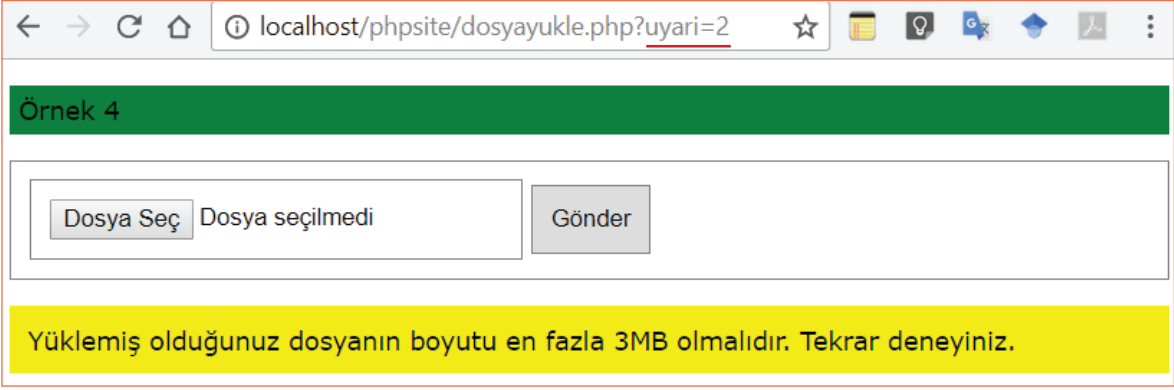 localhost/phpsite/dosyayukle.php?uyari=2
Örnek 4
Dosya Seç Dosya seçilmedi Gönder
Yüklemiş olduğunuz dosyanın boyutu en fazla 3MB olmalıdır. Tekrar deneyiniz.